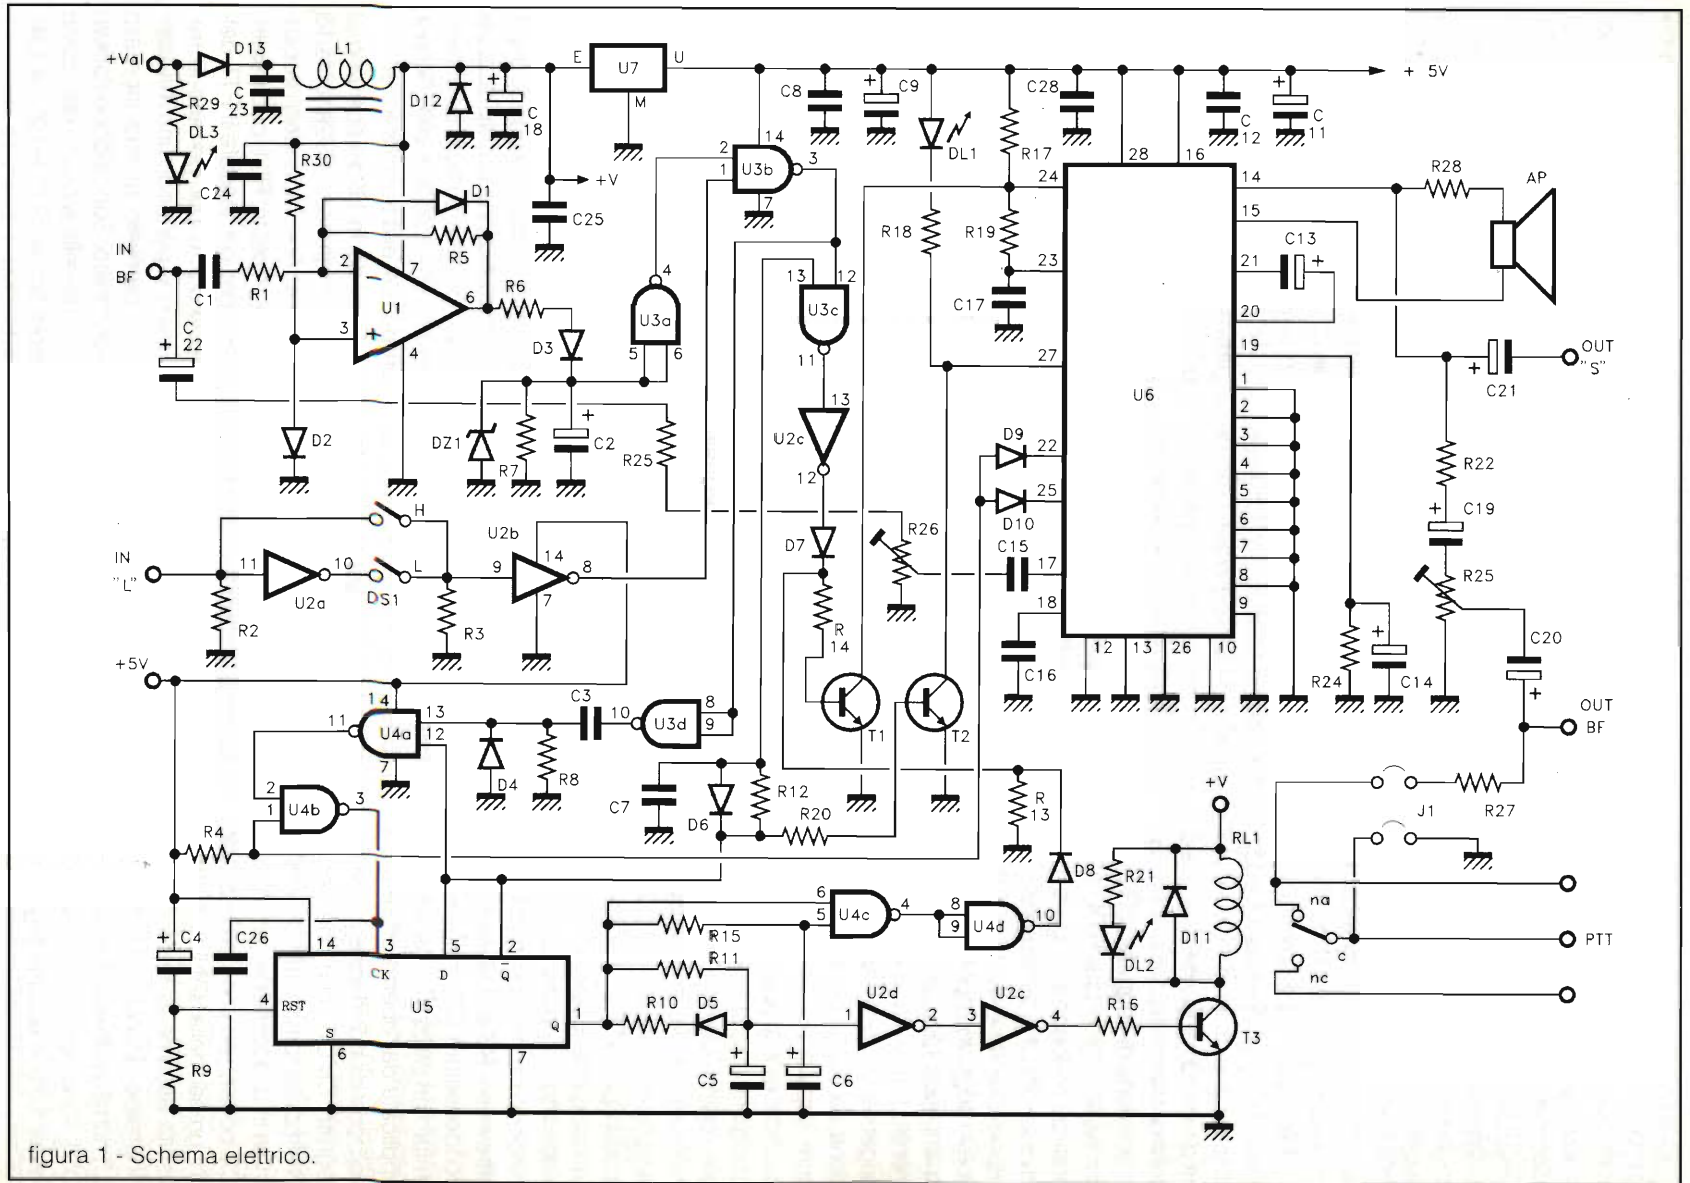 +Val
D13
L1
E
U7
U
M
+ 5V
R29
C
23
DL3
C24
R30
D12
C
18
+V
C25
C8
C9
DL1
R17
C28
C
12
C
11
IN
BF
C1
R1
D1
R5
2
7
U1
6
3
4
R6
C
22
D3
D2
DZ1
R7
C2
R25
2
14
1
U3b
3
7
4
U3a
5
6
13
12
U3c
11
13
U2c
12
R18
R19
C17
24
23
27
28
16
U6
14
15
21
20
19
1
2
3
4
5
6
7
8
9
22
25
17
18
12
13
26
10
R28
AP
C13
OUT
"S"
C21
R22
C19
R25
C20
R24
C14
OUT
BF
D9
D10
C15
C16
R26
D7
R
14
T1
T2
IN
"L"
11
U2a
10
H
L
DS1
R2
R3
U2b
9
14
8
7
+5V
14
11
U4a
13
12
7
D4
R8
C3
10
U3d
8
9
2
1
U4b
3
R4
C7
D6
R12
R20
R
13
D8
C4
C26
14
3
5
2
CK
D
Q
4
RST
U5
Q
1
S
6
7
R9
R15
R11
R10
D5
C5
C6
6
5
U4c
4
8
9
U4d
10
1
U2d
2
3
U2c
4
R16
T3
+V
RL1
R21
DL2
D11
J1
R27
na
c
nc
PTT
figura 1 - Schema elettrico.